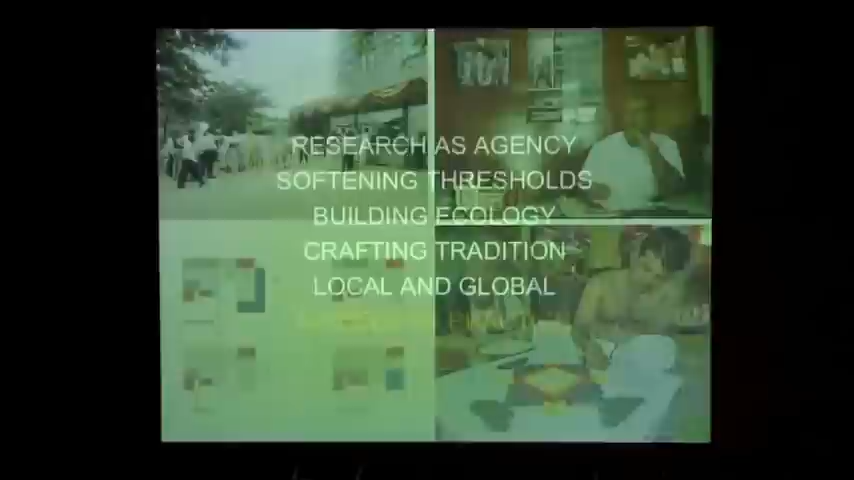 RESEARCH AS AGENCY
SOFTENING THRESHOLDS
BUILDING ECOLOGY
CRAFTING TRADITION
LOCAL AND GLOBAL